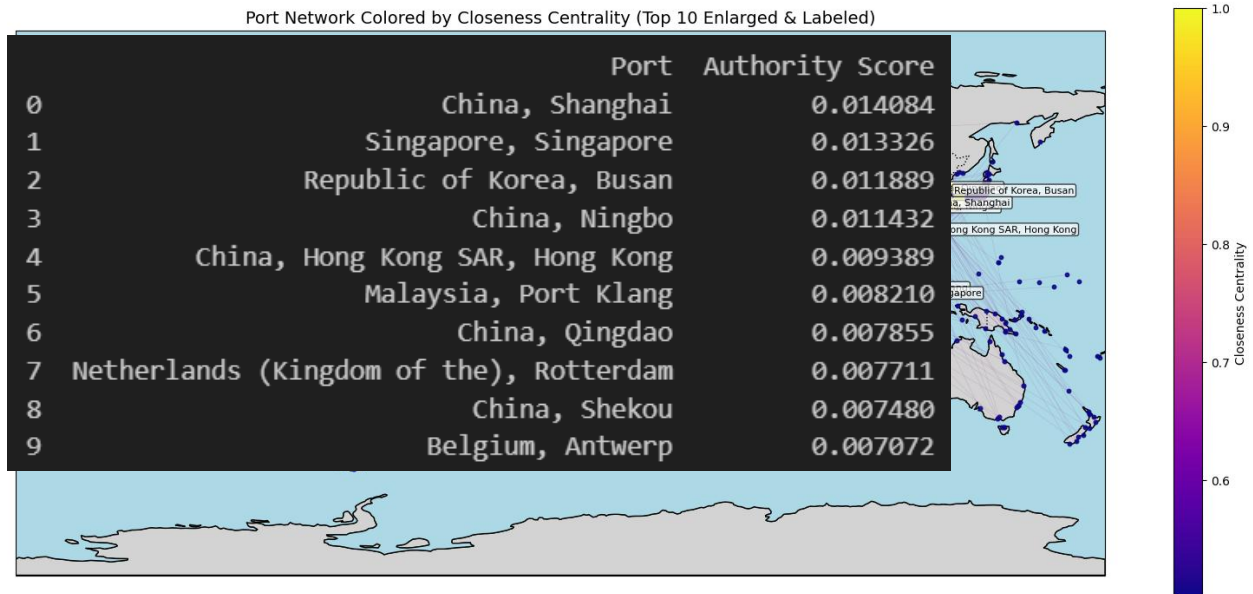 Port Network Colored by Closeness Centrality (Top 10 Enlarged & Labeled)
Port Authority Score
0 China, Shanghai 0.014084
1 Singapore, Singapore 0.013326
2 Republic of Korea, Busan 0.011889
3 China, Ningbo 0.011432
4 China, Hong Kong SAR, Hong Kong 0.009389
5 Malaysia, Port Klang 0.008210
6 China, Qingdao 0.007855
7 Netherlands (Kingdom of the), Rotterdam 0.007711
8 China, Shekou 0.007480
9 Belgium, Antwerp 0.007072
Republic of Korea, Busan
a, Shanghai
ong Kong SAR, Hong Kong
gapore
1.0
0.9
0.8
0.7
0.6
Closeness Centrality